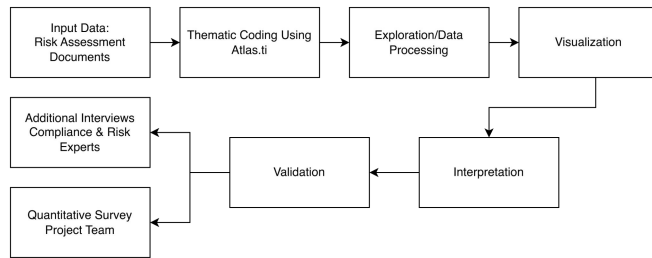 Input Data:
Risk Assessment
Documents
Thematic Coding Using
Atlas.ti
Exploration/Data
Processing
Visualization
Additional Interviews
Compliance & Risk
Experts
Validation
Interpretation
Quantitative Survey
Project Team